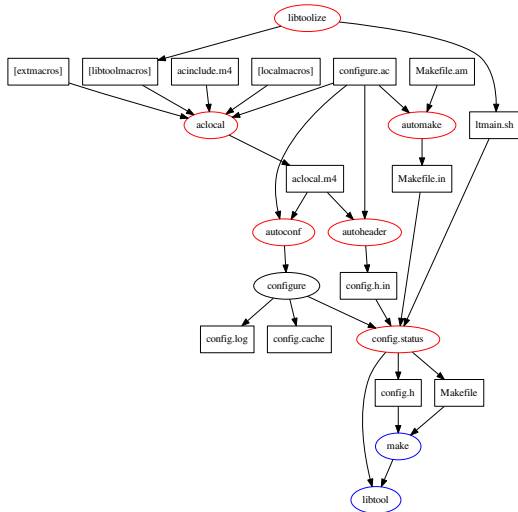 libtoolize
[extmacros]
[libtoolmacros]
acinclude.m4
[localmacros]
configure.ac
Makefile.am
aclocal
automake
ltmain.sh
aclocal.m4
Makefile.in
autoconf
autoheader
configure
config.h.in
config.log
config.cache
config.status
config.h
Makefile
make
libtool